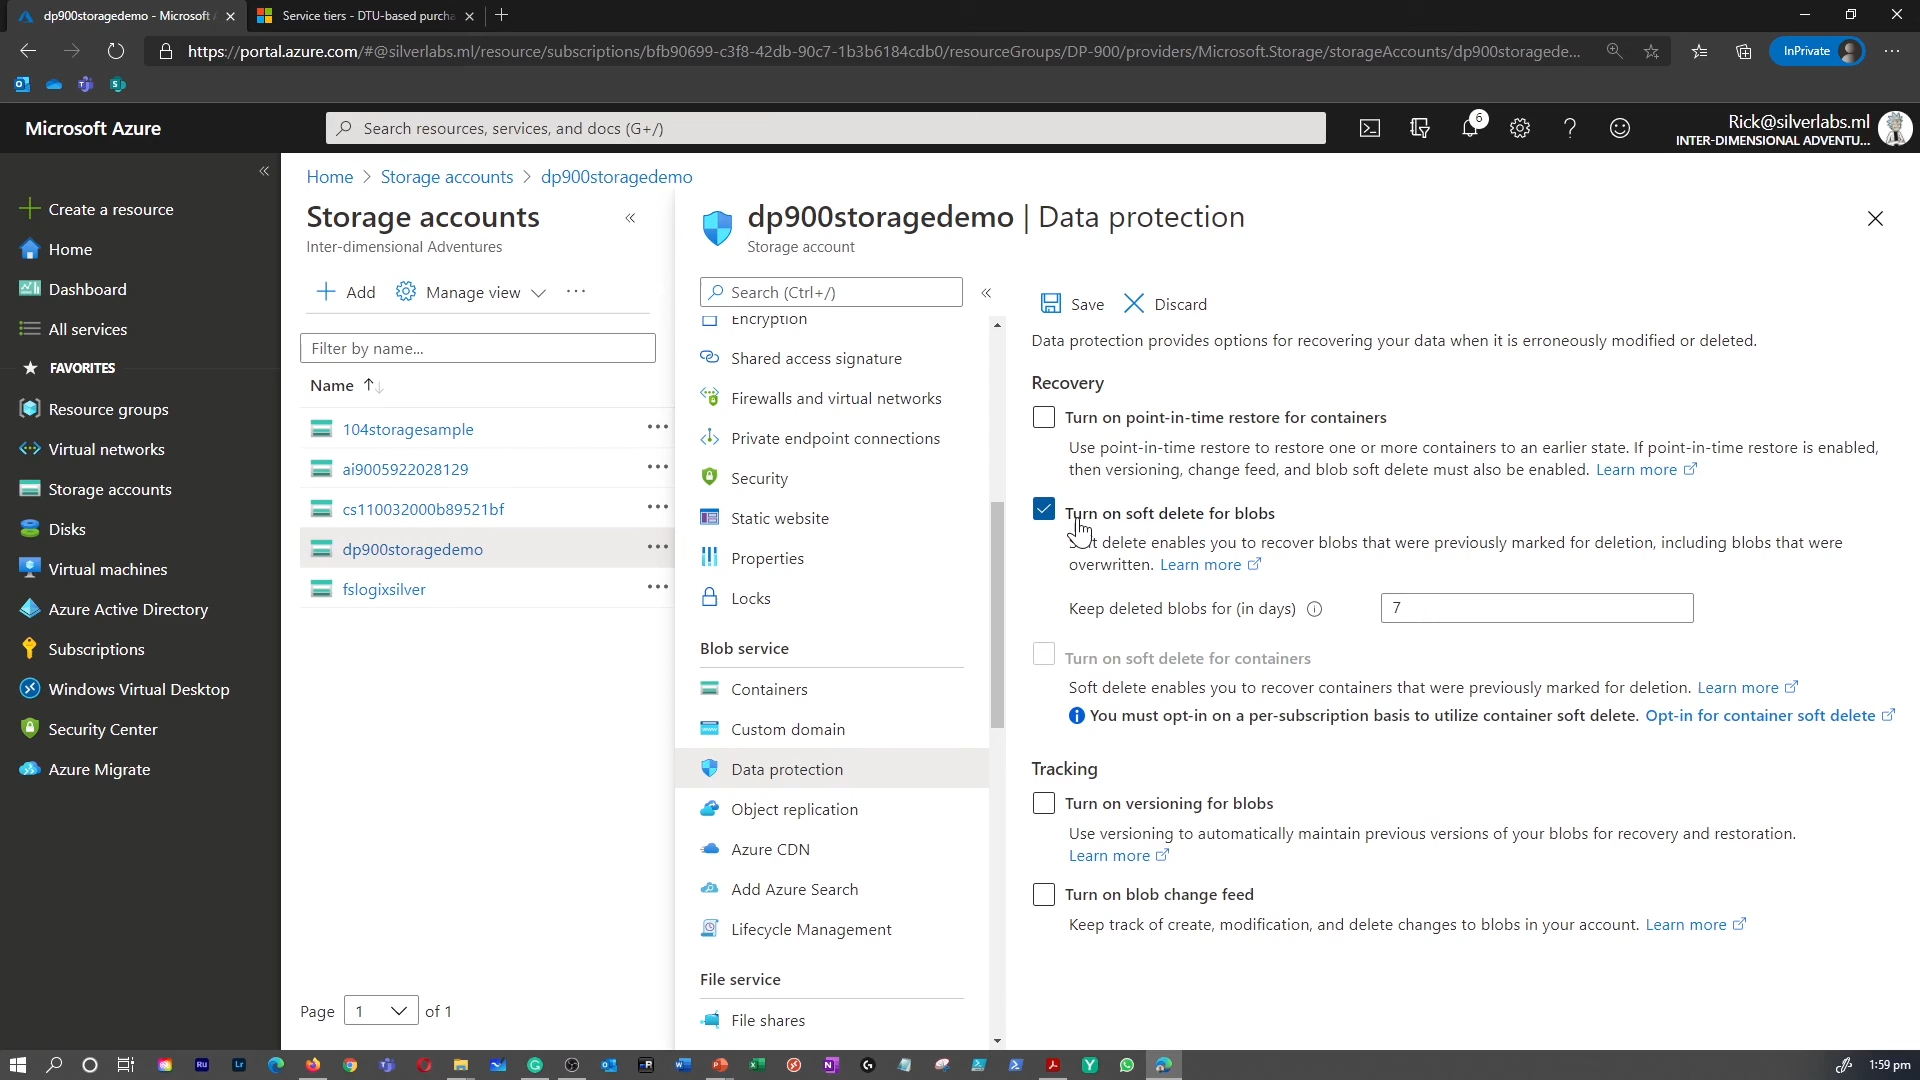 dp900storagedemo - Microsoft A
Service tiers - DTU-based purcha
https://portal.azure.com/#@silverlabs.ml/resource/subscriptions/bfb90699-c3f8-42db-90c7-1b3b6184cdb0/resourceGroups/DP-900/providers/Microsoft.Storage/storageAccounts/dp900storagede...
InPrivate
Microsoft Azure
Search resources, services, and docs (G+/)
6
Rick@silverlabs.ml
INTER-DIMENSIONAL ADVENTU...
Create a resource
Home
Dashboard
All services
FAVORITES
Resource groups
Virtual networks
Storage accounts
Disks
Virtual machines
Azure Active Directory
Subscriptions
Windows Virtual Desktop
Security Center
Azure Migrate
Home > Storage accounts > dp900storagedemo
Storage accounts
Inter-dimensional Adventures
Add
Manage view
Filter by name...
Name
104storagesample
ai9005922028129
cs110032000b89521bf
dp900storagedemo
fslogixsilver
Page 1 of 1
dp900storagedemo | Data protection
Storage account
Search (Ctrl+/)
Encryption
Shared access signature
Firewalls and virtual networks
Private endpoint connections
Security
Static website
Properties
Locks
Blob service
Containers
Custom domain
Data protection
Object replication
Azure CDN
Add Azure Search
Lifecycle Management
File service
File shares
Save
Discard
Data protection provides options for recovering your data when it is erroneously modified or deleted.
Recovery
Turn on point-in-time restore for containers
Use point-in-time restore to restore one or more containers to an earlier state. If point-in-time restore is enabled,
then versioning, change feed, and blob soft delete must also be enabled. Learn more
Turn on soft delete for blobs
Soft delete enables you to recover blobs that were previously marked for deletion, including blobs that were
overwritten. Learn more
Keep deleted blobs for (in days)
7
Turn on soft delete for containers
Soft delete enables you to recover containers that were previously marked for deletion. Learn more
You must opt-in on a per-subscription basis to utilize container soft delete. Opt-in for container soft delete
Tracking
Turn on versioning for blobs
Use versioning to automatically maintain previous versions of your blobs for recovery and restoration.
Learn more
Turn on blob change feed
Keep track of create, modification, and delete changes to blobs in your account. Learn more
1:59 pm